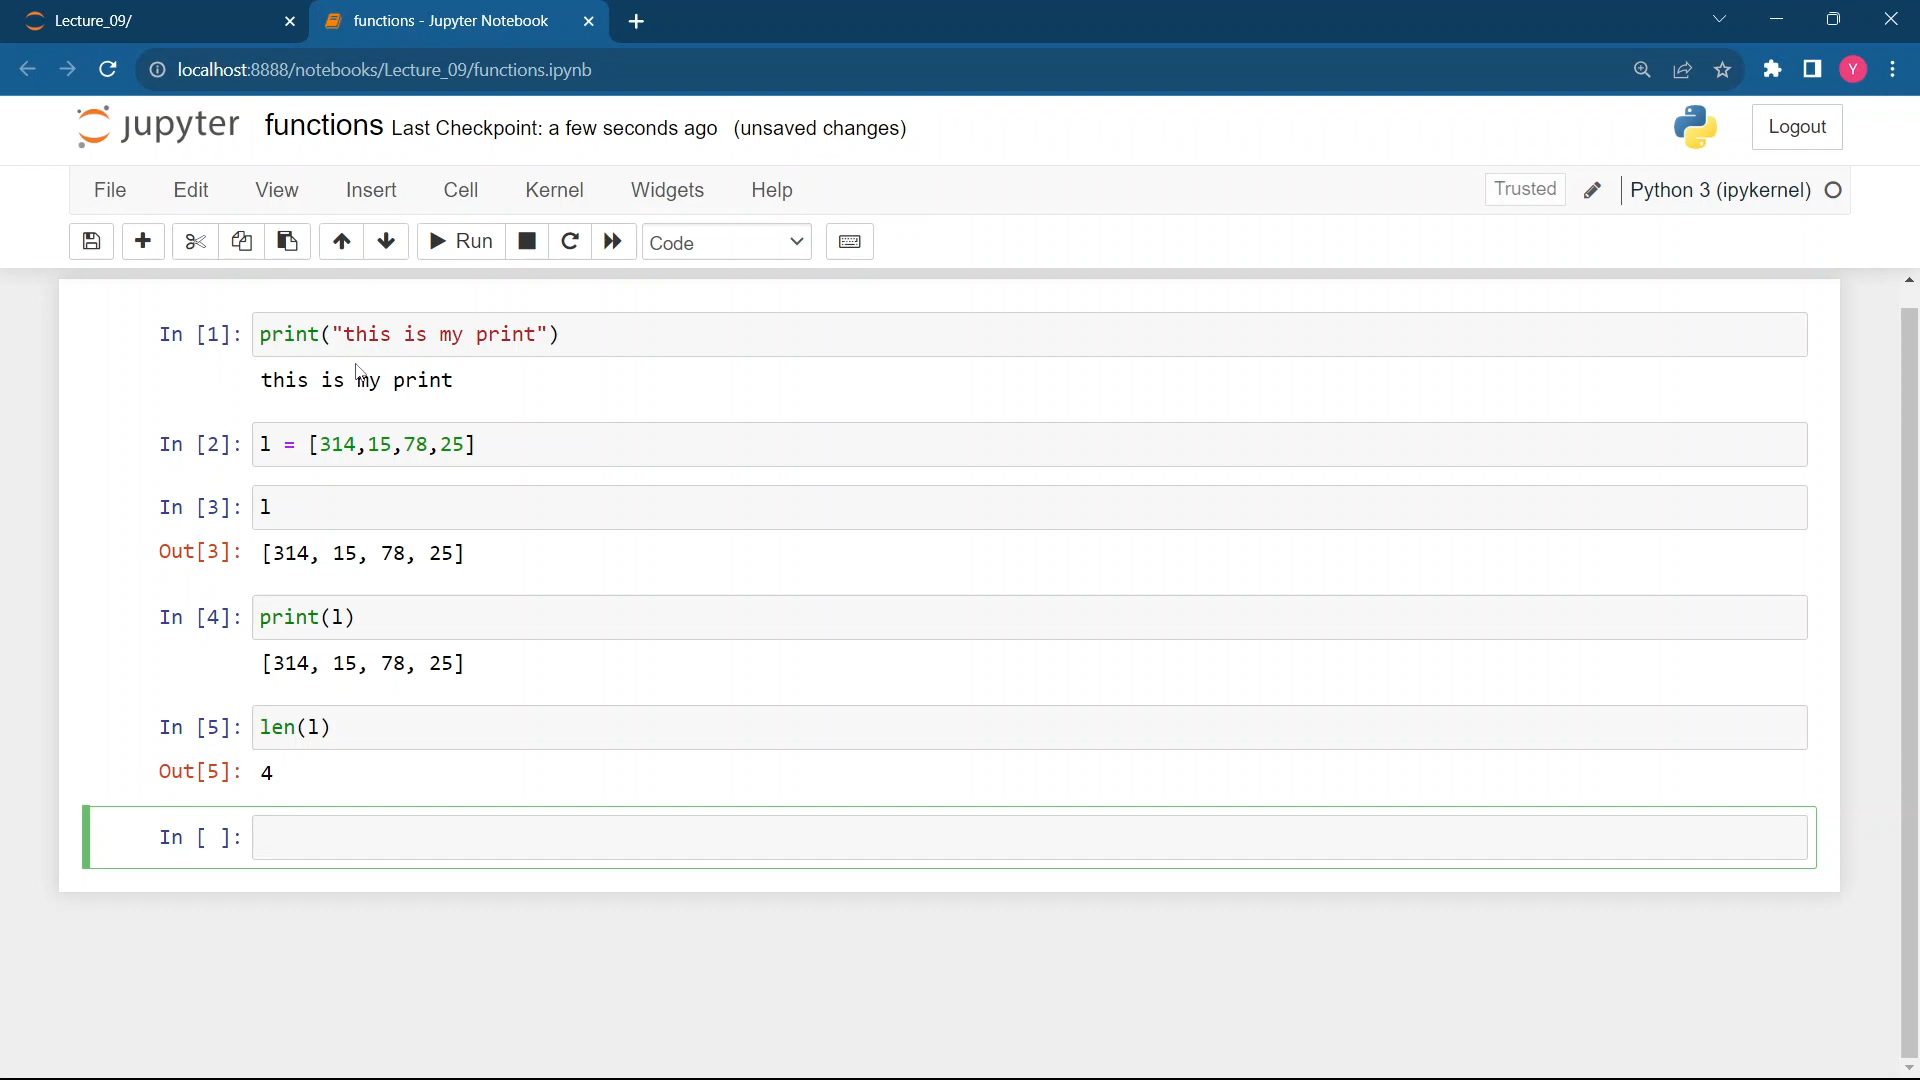 Lecture_09/
functions - Jupyter Notebook
localhost:8888/notebooks/Lecture_09/functions.ipynb
Y
jupyter functions Last Checkpoint: a few seconds ago (unsaved changes)
Logout
File Edit View Insert Cell Kernel Widgets Help
Trusted
Python 3 (ipykernel)
Run
Code
In [1]: print("this is my print")
this is my print
In [2]: l = [314,15,78,25]
In [3]: l
Out[3]: [314, 15, 78, 25]
In [4]: print(l)
[314, 15, 78, 25]
In [5]: len(l)
Out[5]: 4
In [ ]: